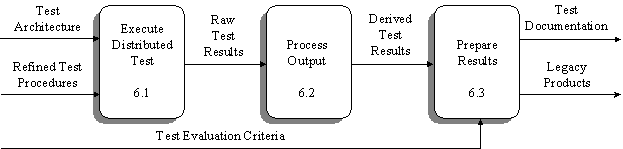 Test
Architecture
Refined Test
Procedures
Execute
Distributed
Test
6.1
Raw
Test
Results
Process
Output
6.2
Derived
Test
Results
Prepare
Results
6.3
Test
Documentation
Legacy
Products
Test Evaluation Criteria